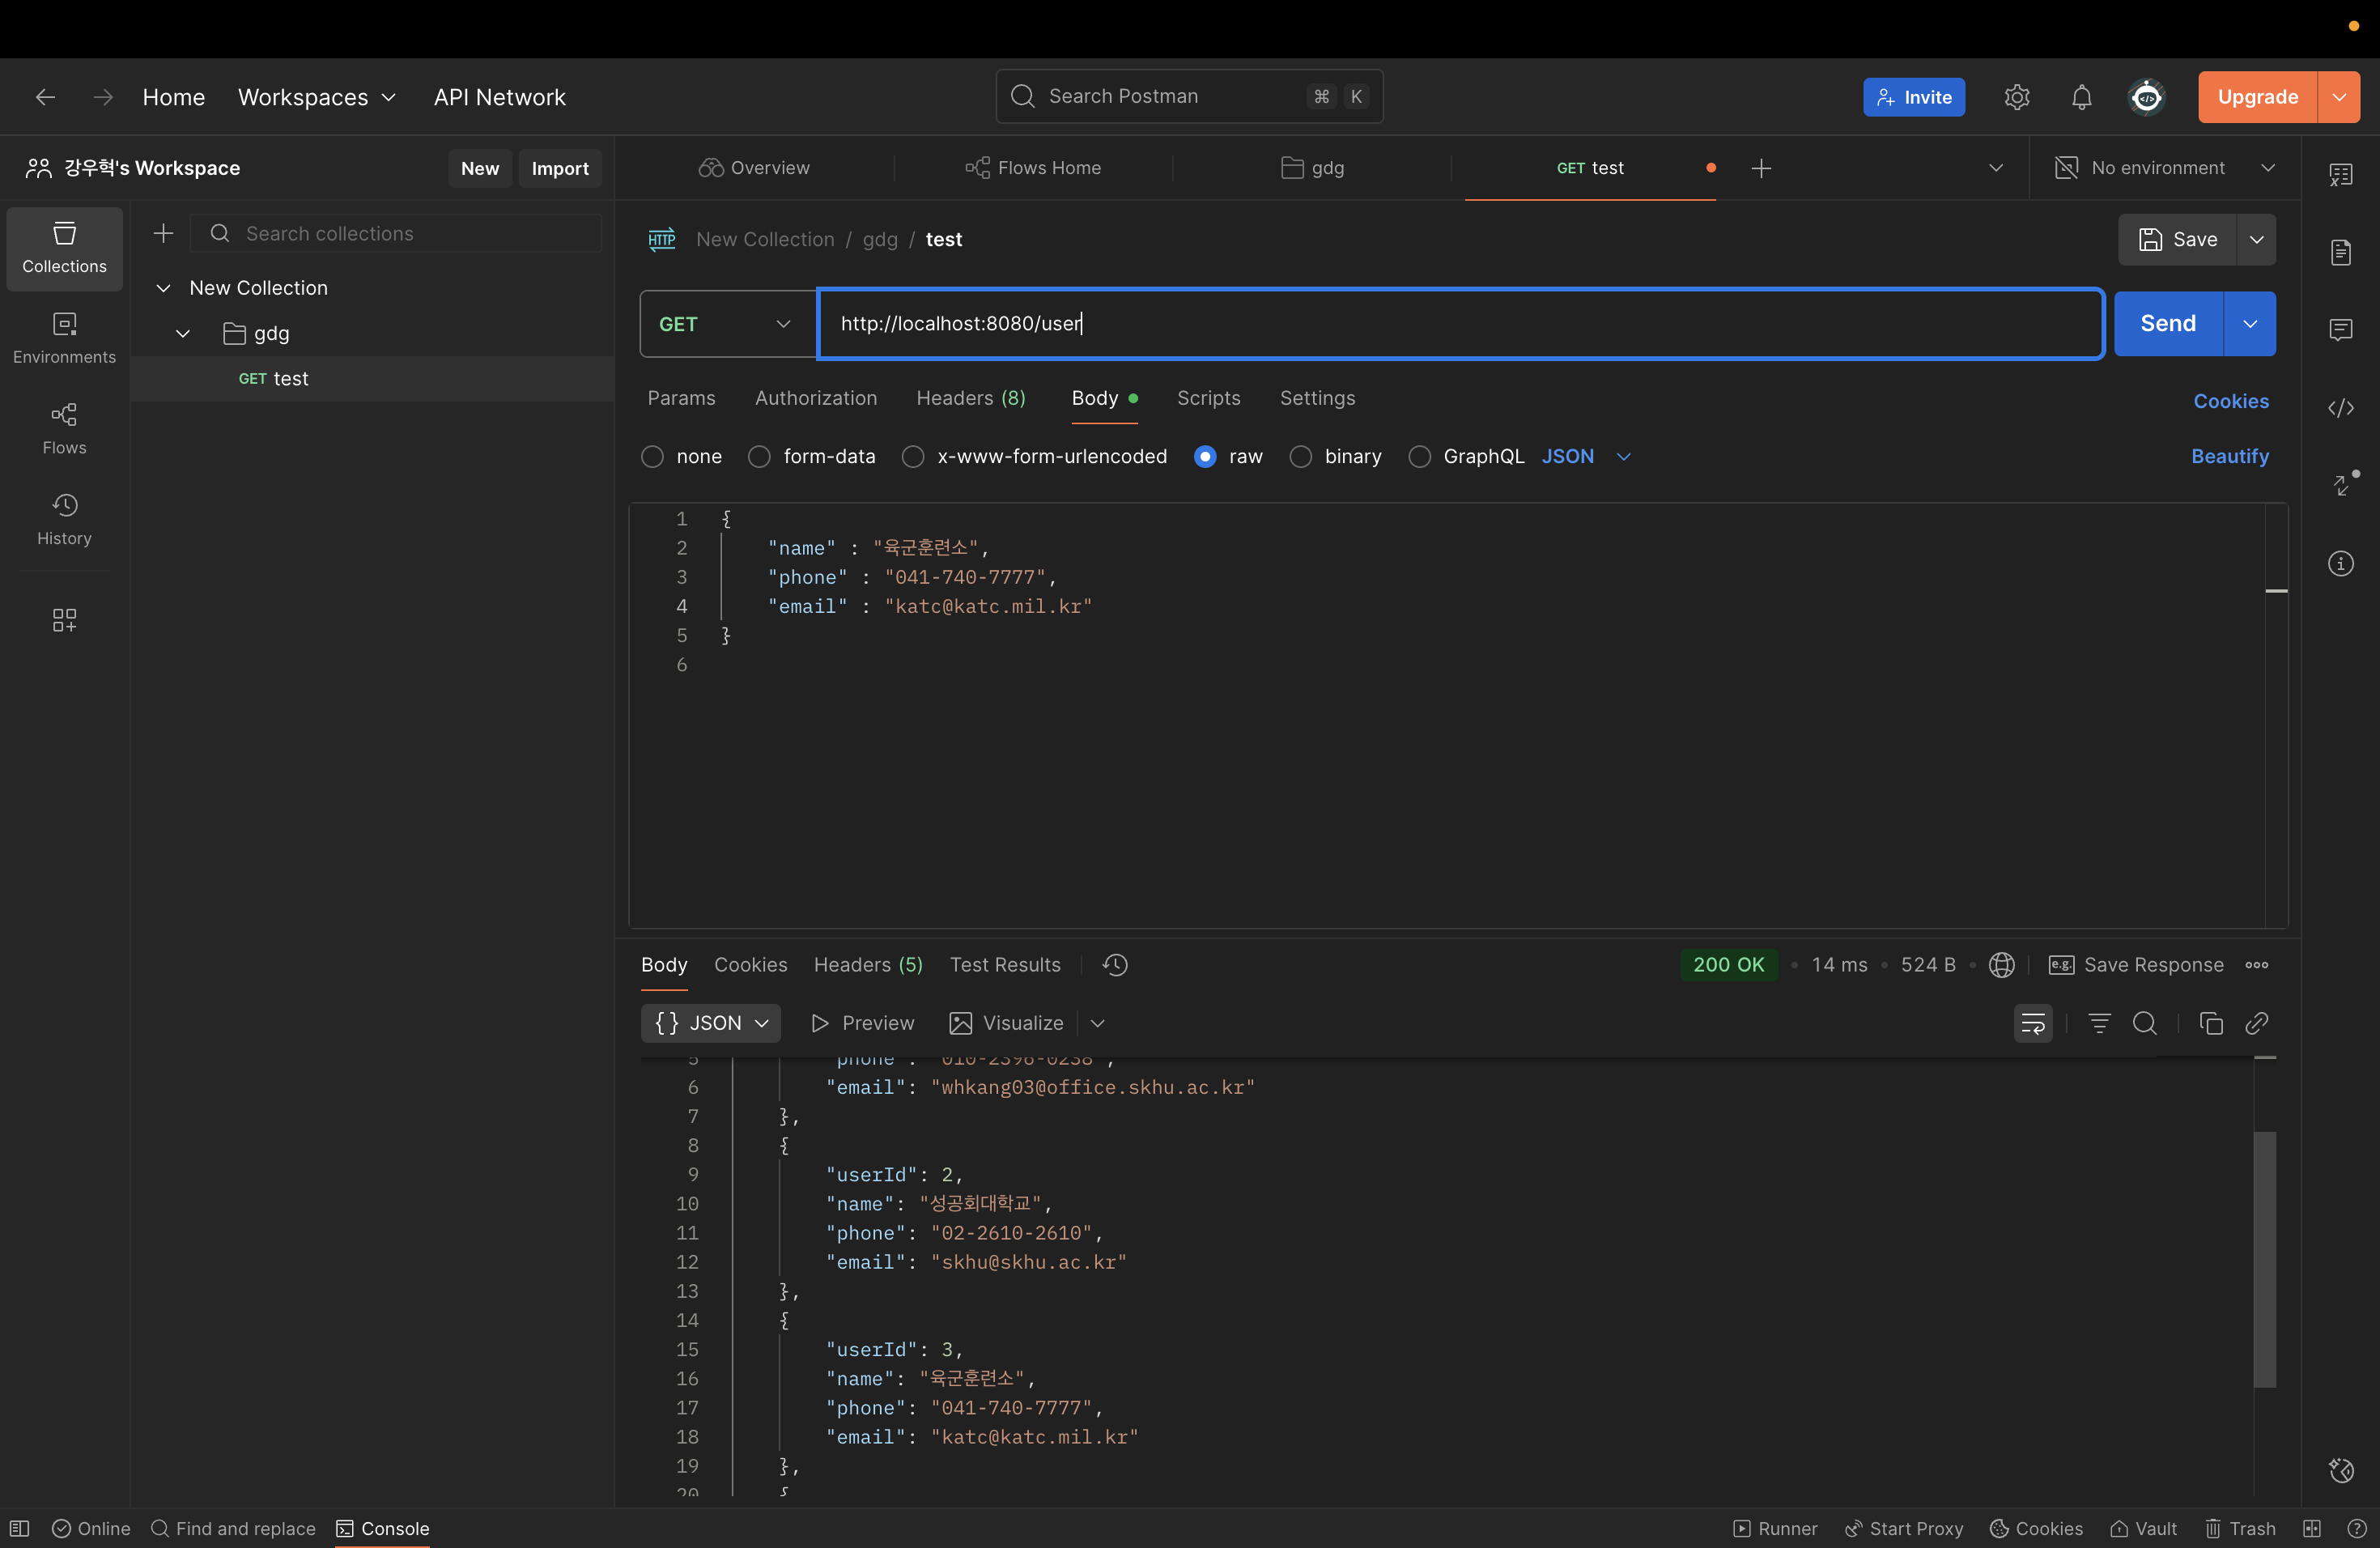 Home Workspaces API Network Search Postman ⌘ K Invite Upgrade
강우혁's Workspace New Import Overview Flows Home gdg GET test No environment
Collections Search collections HTTP New Collection / gdg / test Save
New Collection
gdg GET http://localhost:8080/user Send
Environments
GET test Params Authorization Headers (8) Body Scripts Settings Cookies
Flows none form-data x-www-form-urlencoded raw binary GraphQL JSON Beautify
History
1 {
2 "name" : "육군훈련소",
3 "phone" : "041-740-7777",
4 "email" : "katc@katc.mil.kr"
5 }
6
Body Cookies Headers (5) Test Results 200 OK • 14 ms • 524 B • e.g. Save Response
{} JSON Preview Visualize
5 "phone": "010-2396-0238",
6 "email": "whkang03@office.skhu.ac.kr"
7 },
8 {
9 "userId": 2,
10 "name": "성공회대학교",
11 "phone": "02-2610-2610",
12 "email": "skhu@skhu.ac.kr"
13 },
14 {
15 "userId": 3,
16 "name": "육군훈련소",
17 "phone": "041-740-7777",
18 "email": "katc@katc.mil.kr"
19 },
20 {
Online Find and replace Console Runner Start Proxy Cookies Vault Trash